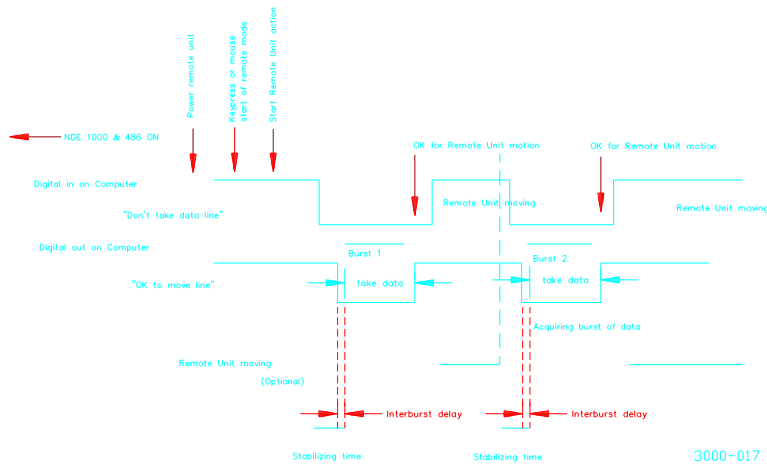 Power remote unit
Keypress or mouse
start of remote mode
Start Remote Unit action
NDE 1000 & 486 ON
OK for Remote Unit motion
OK for Remote Unit motion
Digital in on Computer
Remote Unit moving
Remote Unit moving
"Don't take data line"
Digital out on Computer
Burst 1
Burst 2
"OK to move line"
take data
take data
Acquiring burst of data
Remote Unit moving
(Optional)
Interburst delay
Interburst delay
Stabilizing time
Stabilizing time
3000-017